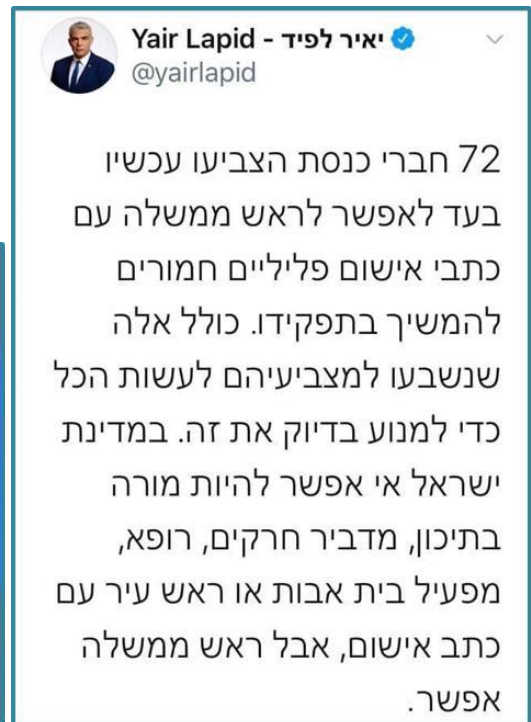 Yair Lapid - יאיר לפיד
@yairlapid
72 חברי כנסת הצביעו עכשיו
בעד לאפשר לראש ממשלה עם
כתבי אישום פליליים חמורים
להמשיך בתפקידו. כולל אלה
שנשבעו למצביעיהם לעשות הכל
כדי למנוע בדיוק את זה. במדינת
ישראל אי אפשר להיות מורה
בתיכון, מדביר חרקים, רופא,
מפעיל בית אבות או ראש עיר עם
כתב אישום, אבל ראש ממשלה
אפשר.